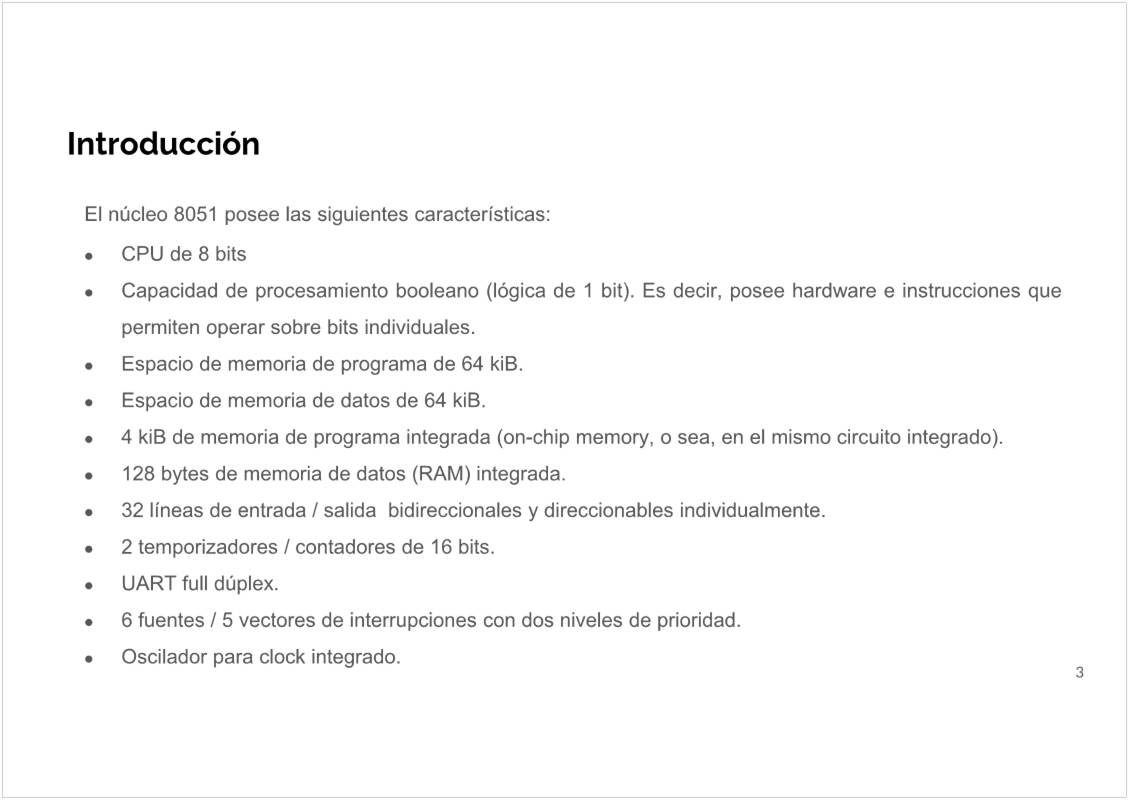 Introducción
El núcleo 8051 posee las siguientes características:
● CPU de 8 bits
● Capacidad de procesamiento booleano (lógica de 1 bit). Es decir, posee hardware e instrucciones que
permiten operar sobre bits individuales.
● Espacio de memoria de programa de 64 kiB.
● Espacio de memoria de datos de 64 kiB.
● 4 kiB de memoria de programa integrada (on-chip memory, o sea, en el mismo circuito integrado).
● 128 bytes de memoria de datos (RAM) integrada.
● 32 líneas de entrada / salida  bidireccionales y direccionables individualmente.
● 2 temporizadores / contadores de 16 bits.
● UART full dúplex.
● 6 fuentes / 5 vectores de interrupciones con dos niveles de prioridad.
● Oscilador para clock integrado.
3